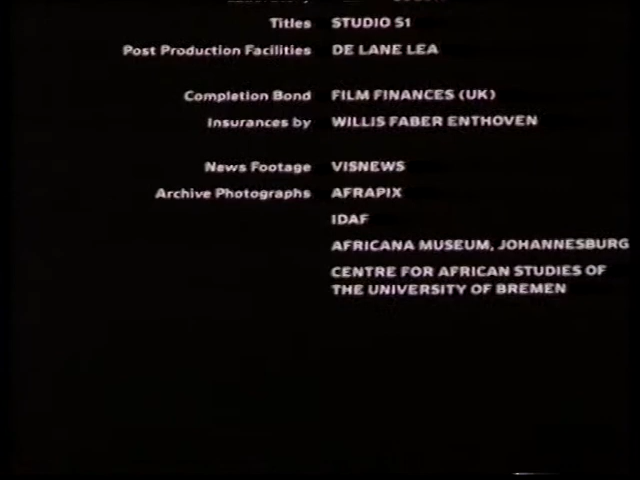 Titles STUDIO 51
Post Production Facilities DE LANE LEA
Completion Bond FILM FINANCES (UK)
Insurances by WILLIS FABER ENTHOVEN
News Footage VISNEWS
Archive Photographs AFRAPIX
IDAF
AFRICANA MUSEUM, JOHANNESBURG
CENTRE FOR AFRICAN STUDIES OF
THE UNIVERSITY OF BREMEN